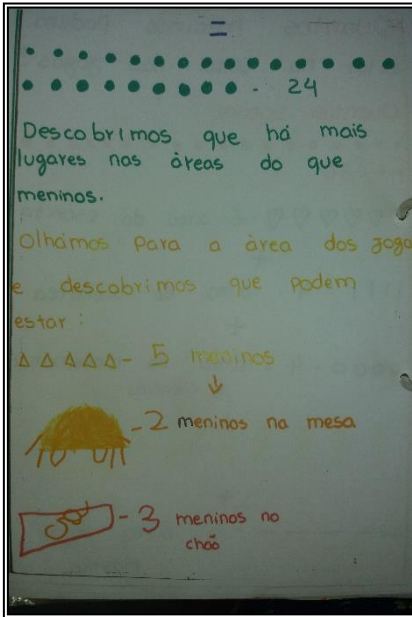 =
- 24
Descobrimos que há mais
lugares nas áreas do que
meninos.
Olhámos para a área dos joga
e descobrimos que podem
estar:
- 5 meninos
- 2 meninos na mesa
- 3 meninos no
chão